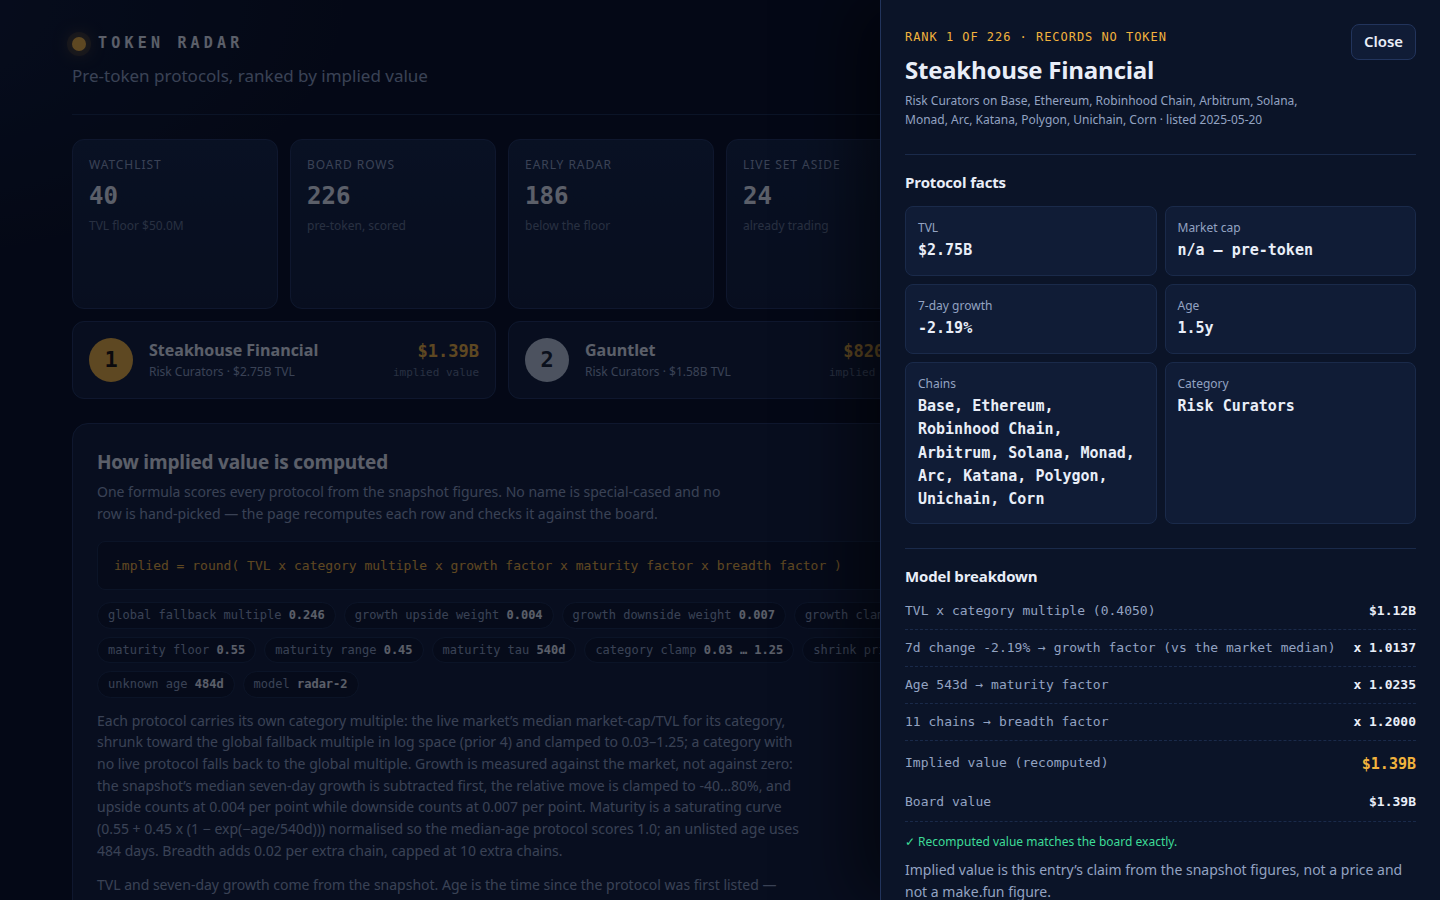 TOKEN RADAR
Pre-token protocols, ranked by implied value
WATCHLIST
40
TVL floor $50.0M
BOARD ROWS
226
pre-token, scored
EARLY RADAR
186
below the floor
LIVE SET ASIDE
24
already trading
1
Steakhouse Financial
Risk Curators · $2.75B TVL
$1.39B
implied value
2
Gauntlet
Risk Curators · $1.58B TVL
implied
How implied value is computed
One formula scores every protocol from the snapshot figures. No name is special-cased and no
row is hand-picked — the page recomputes each row and checks it against the board.
implied = round( TVL x category multiple x growth factor x maturity factor x breadth factor )
global fallback multiple 0.246
growth upside weight 0.004
growth downside weight 0.007
growth
maturity floor 0.55
maturity range 0.45
maturity tau 540d
category clamp 0.03 … 1.25
shrink
unknown age 484d
model radar-2
Each protocol carries its own category multiple: the live market's median market-cap/TVL for its category,
shrunk toward the global fallback multiple in log space (prior 4) and clamped to 0.03–1.25; a category with
no live protocol falls back to the global multiple. Growth is measured against the market, not against zero:
the snapshot's median seven-day growth is subtracted first, the relative move is clamped to -40…80%, and
upside counts at 0.004 per point while downside counts at 0.007 per point. Maturity is a saturating curve
(0.55 + 0.45 x (1 − exp(−age/540d))) normalised so the median-age protocol scores 1.0; an unlisted age uses
484 days. Breadth adds 0.02 per extra chain, capped at 10 extra chains.
TVL and seven-day growth come from the snapshot. Age is the time since the protocol was first listed —
RANK 1 OF 226 · RECORDS NO TOKEN
Close
Steakhouse Financial
Risk Curators on Base, Ethereum, Robinhood Chain, Arbitrum, Solana,
Monad, Arc, Katana, Polygon, Unichain, Corn · listed 2025-05-20
Protocol facts
TVL
$2.75B
Market cap
n/a — pre-token
7-day growth
-2.19%
Age
1.5y
Chains
Base, Ethereum,
Robinhood Chain,
Arbitrum, Solana, Monad,
Arc, Katana, Polygon,
Unichain, Corn
Category
Risk Curators
Model breakdown
TVL x category multiple (0.4050) $1.12B
7d change -2.19% → growth factor (vs the market median) x 1.0137
Age 543d → maturity factor x 1.0235
11 chains → breadth factor x 1.2000
Implied value (recomputed) $1.39B
Board value $1.39B
✓ Recomputed value matches the board exactly.
Implied value is this entry's claim from the snapshot figures, not a price and
not a make.fun figure.